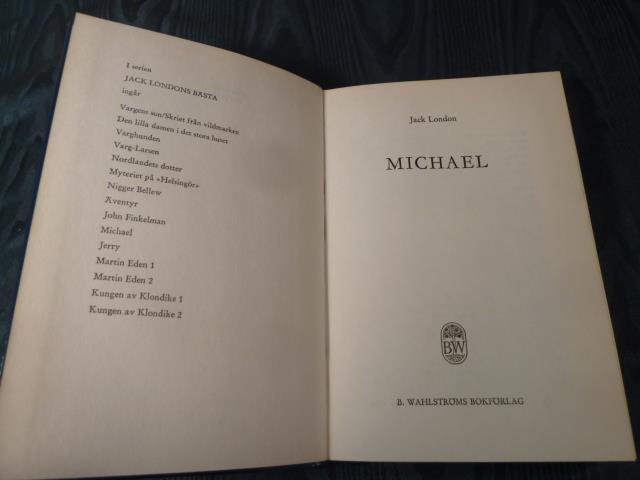 I serien
JACK LONDONS BÄSTA
ingår
Vargens son/Skriet från vildmarken
Den lilla damen i det stora huset
Varghunden
Varg-Larsen
Nordlandets dotter
Myteriet på »Helsingör»
Nigger Bellew
Äventyr
John Finkelman
Michael
Jerry
Martin Eden 1
Martin Eden 2
Kungen av Klondike 1
Kungen av Klondike 2
Jack London
MICHAEL
BW
B. WAHLSTRÖMS BOKFÖRLAG